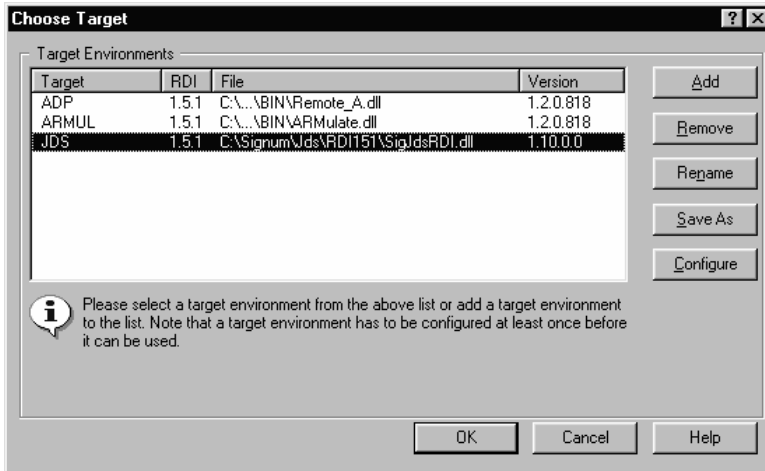 Choose Target
Target Environments
Target RDI File Version
ADP 1.5.1 C:\...\BIN\Remote_A.dll 1.2.0.818
ARMUL 1.5.1 C:\...\BIN\ARMulate.dll 1.2.0.818
JDS 1.5.1 C:\Signum\Jds\RDI151\SigJdsRDI.dll 1.10.0.0
Add
Remove
Rename
Save As
Configure
Please select a target environment from the above list or add a target environment
to the list. Note that a target environment has to be configured at least once before
it can be used.
OK Cancel Help